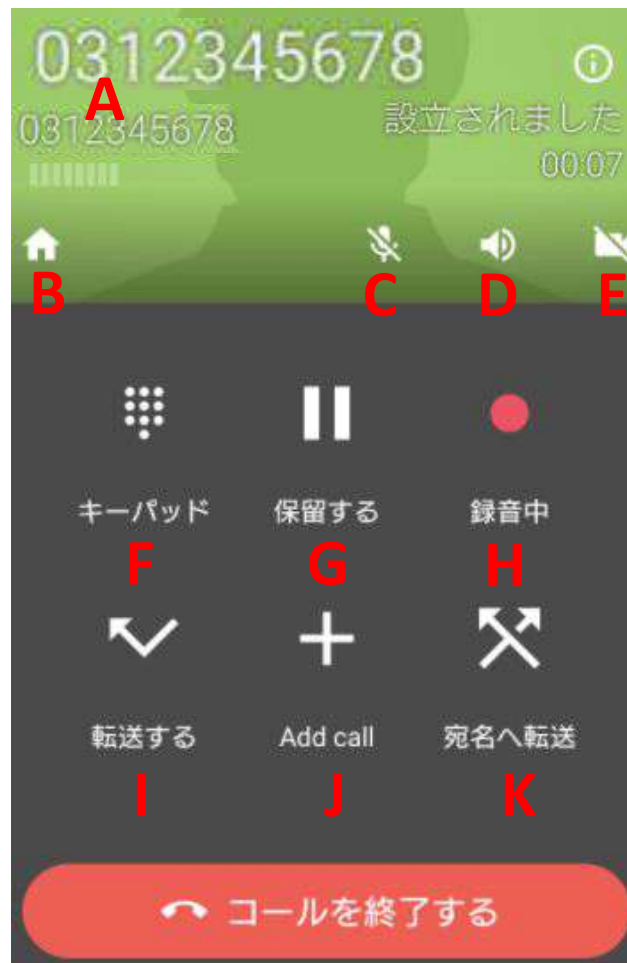 0312345678
A
0312345678
設立されました
00:07
B
C
D
E
キーパッド
保留する
録音中
F
G
H
転送する
Add call
宛名へ転送
I
J
K
コールを終了する